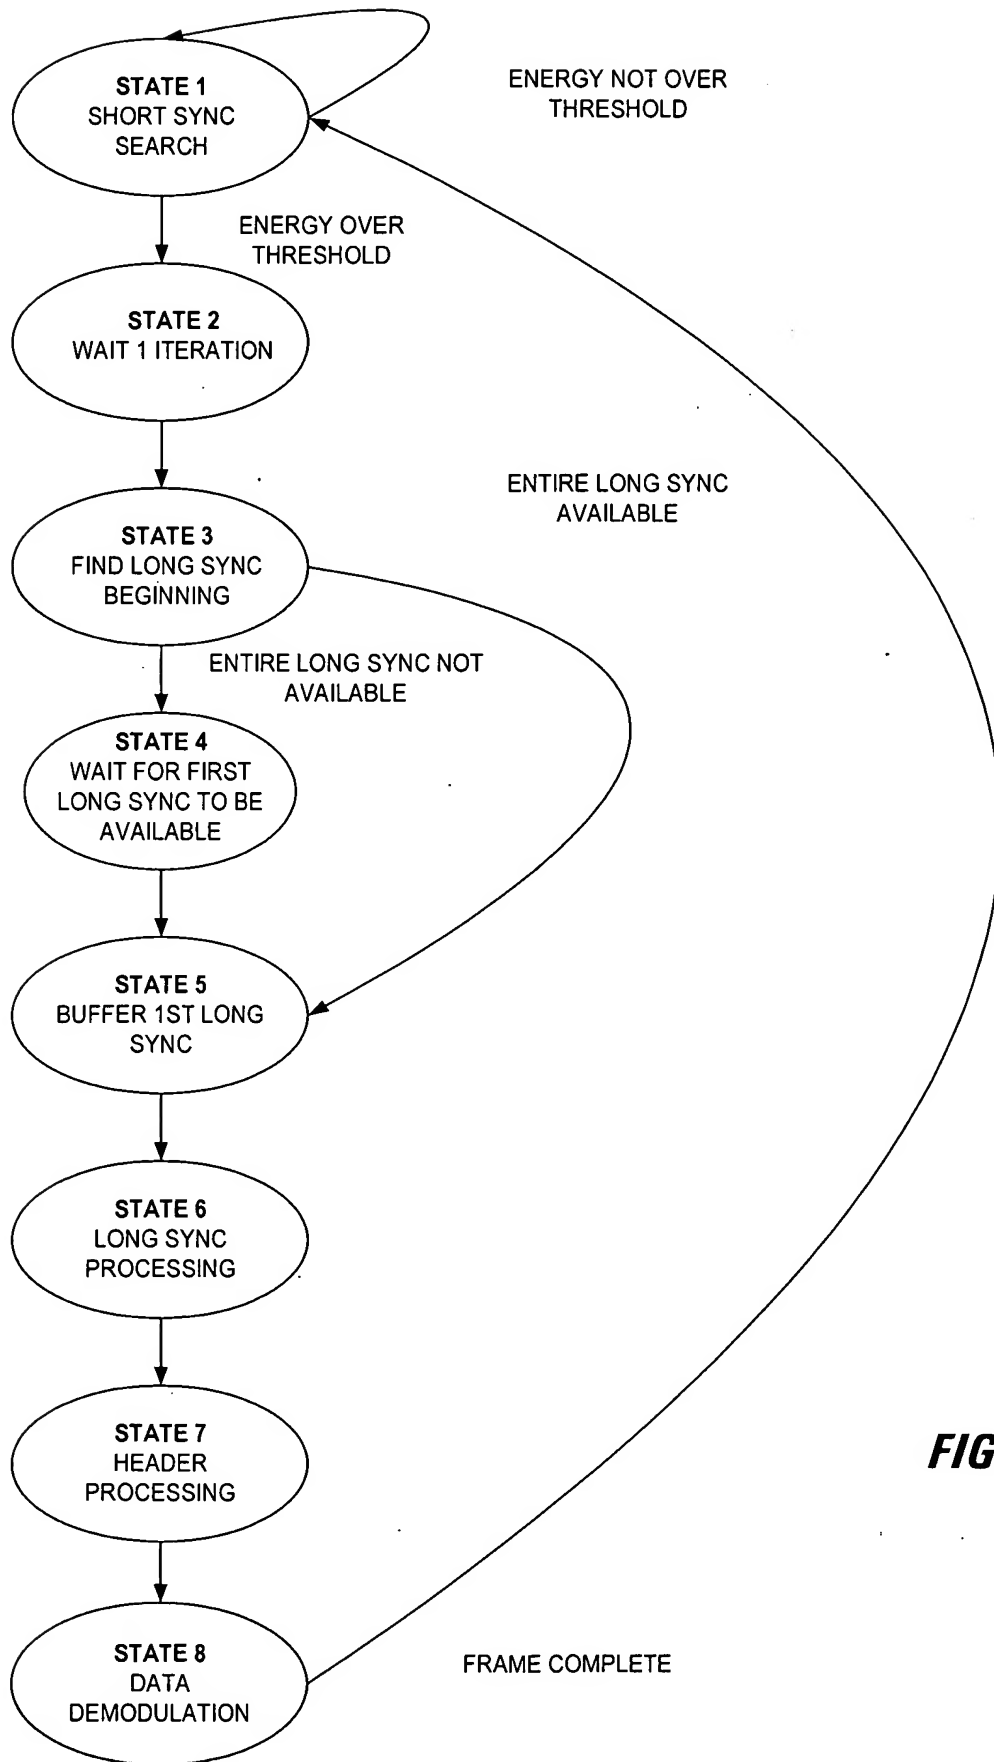 STATE 1
SHORT SYNC
SEARCH
ENERGY NOT OVER
THRESHOLD
ENERGY OVER
THRESHOLD
STATE 2
WAIT 1 ITERATION
ENTIRE LONG SYNC
AVAILABLE
STATE 3
FIND LONG SYNC
BEGINNING
ENTIRE LONG SYNC NOT
AVAILABLE
STATE 4
WAIT FOR FIRST
LONG SYNC TO BE
AVAILABLE
STATE 5
BUFFER 1ST LONG
SYNC
STATE 6
LONG SYNC
PROCESSING
STATE 7
HEADER
PROCESSING
FIG
STATE 8
DATA
DEMODULATION
FRAME COMPLETE